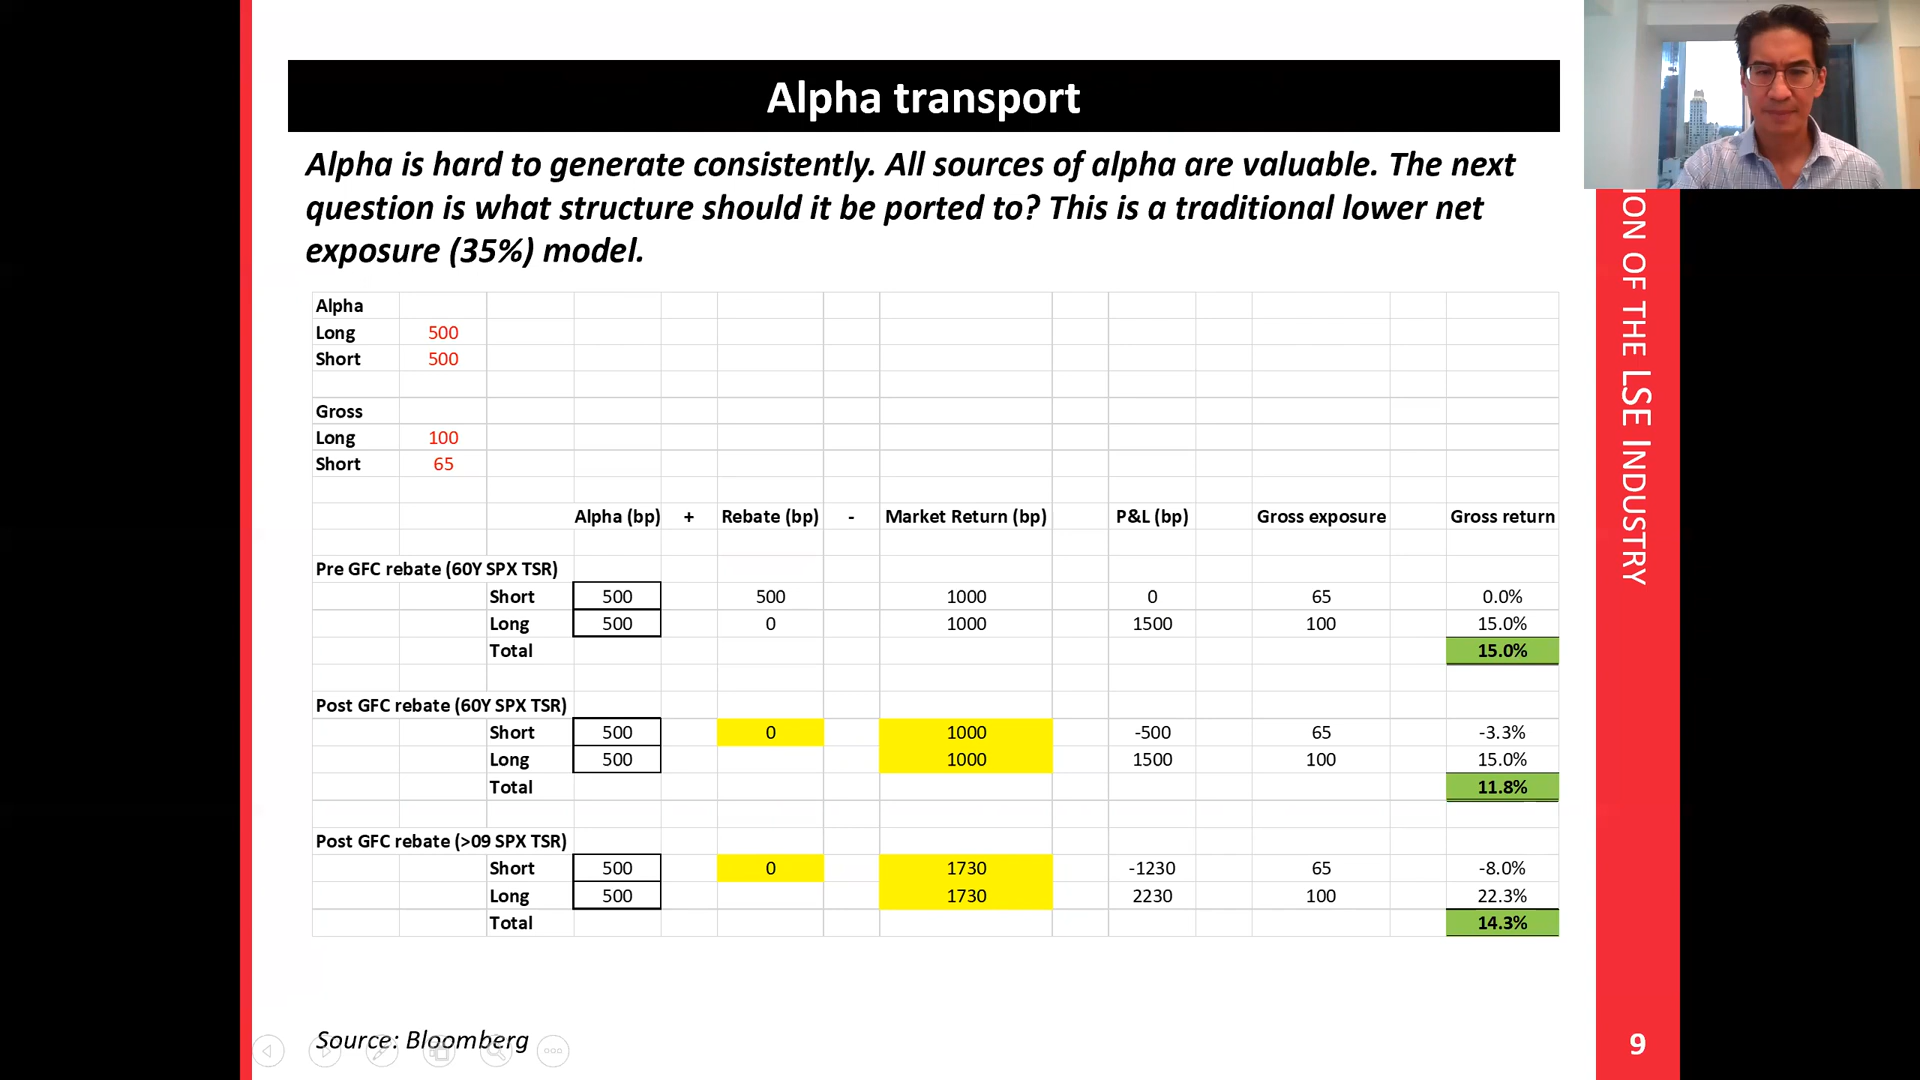 Alpha transport
Alpha is hard to generate consistently. All sources of alpha are valuable. The next
question is what structure should it be ported to? This is a traditional lower net
exposure (35%) model.
Alpha
Long 500
Short 500
Gross
Long 100
Short 65
Alpha (bp) + Rebate (bp) - Market Return (bp) P&L (bp) Gross exposure Gross return
Pre GFC rebate (60Y SPX TSR)
Short 500 500 1000 0 65 0.0%
Long 500 0 1000 1500 100 15.0%
Total 15.0%
Post GFC rebate (60Y SPX TSR)
Short 500 0 1000 -500 65 -3.3%
Long 500 1000 1500 100 15.0%
Total 11.8%
Post GFC rebate (>09 SPX TSR)
Short 500 0 1730 -1230 65 -8.0%
Long 500 1730 2230 100 22.3%
Total 14.3%
Source: Bloomberg
ION OF THE LSE INDUSTRY
9